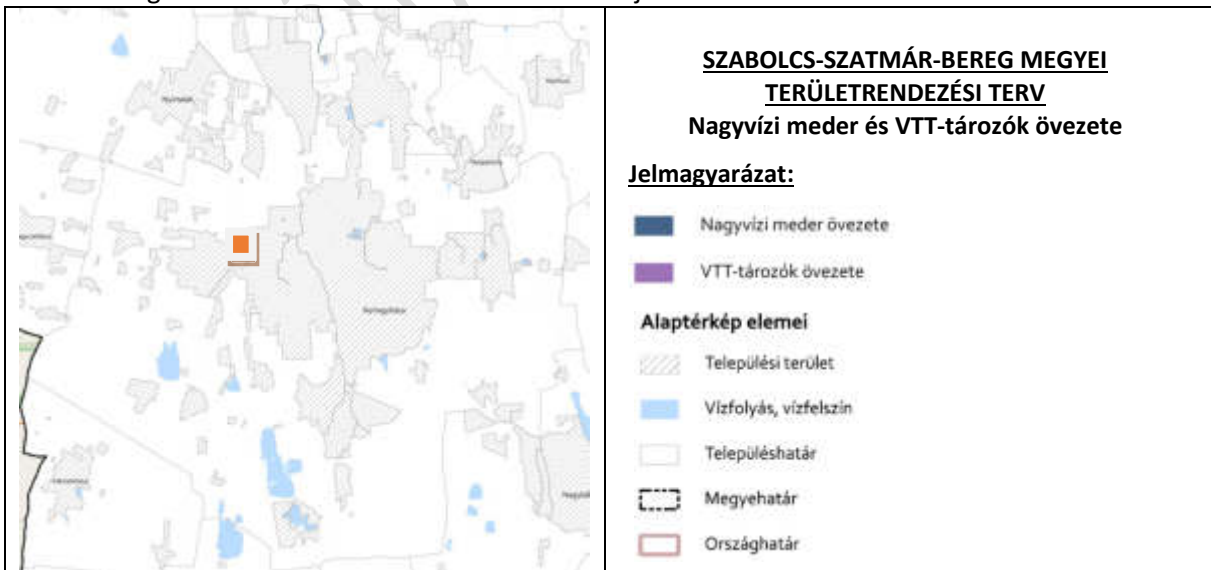 SZABOLCS-SZATMÁR-BEREG MEGYEI
TERÜLETRENDEZÉSI TERV
Nagyvízi meder és VTT-tározók övezete
Jelmagyarázat:
Nagyvízi meder övezete
VTT-tározók övezete
Alaptérkép elemei
Települési terület
Vízfolyás, vízfelszín
Településhatár
Megyehatár
Országhatár
Nyíregyháza